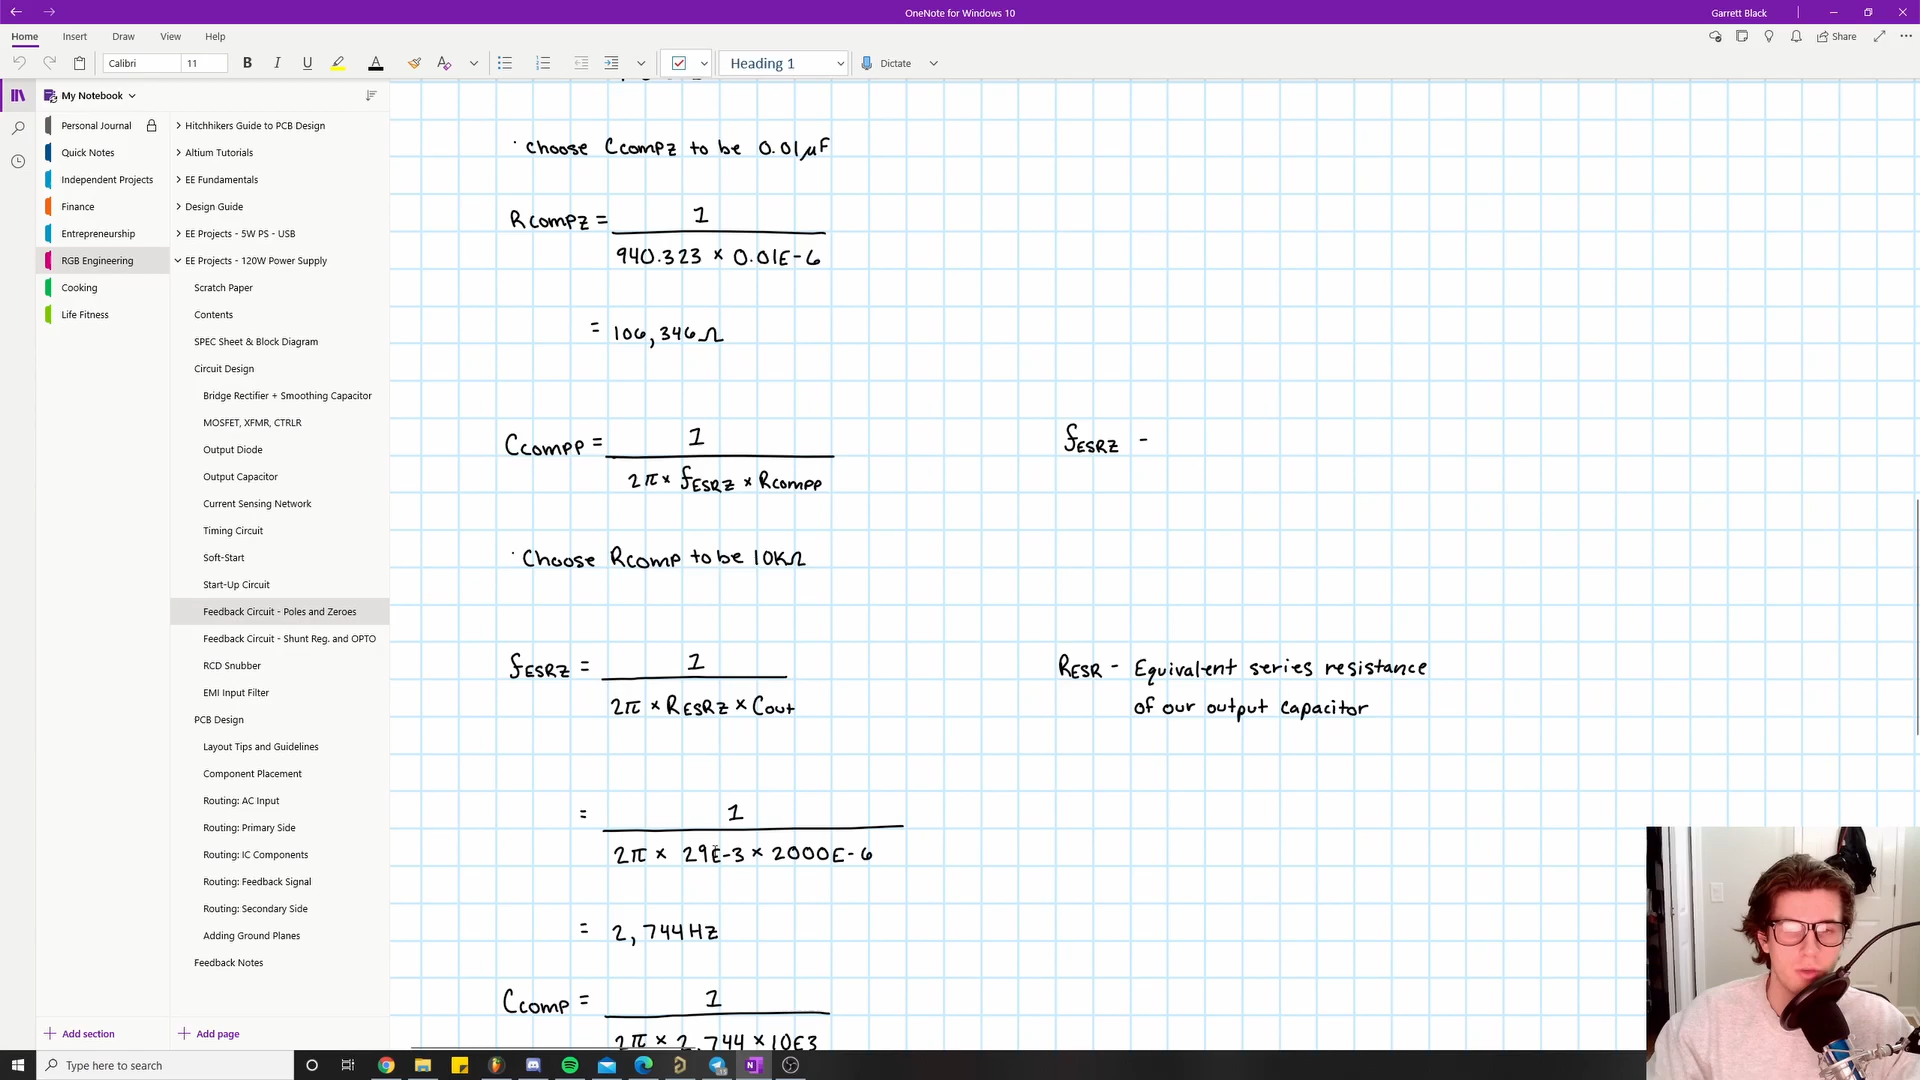 OneNote for Windows 10
Garrett Black
Home
Insert
Draw
View
Help
Share
Calibri
11
B
I
U
A
Heading 1
Dictate
My Notebook
Personal Journal
Quick Notes
Independent Projects
Finance
Entrepreneurship
RGB Engineering
Cooking
Life Fitness
Hitchhikers Guide to PCB Design
Altium Tutorials
EE Fundamentals
Design Guide
EE Projects - 5W PS - USB
EE Projects - 120W Power Supply
Scratch Paper
Contents
SPEC Sheet & Block Diagram
Circuit Design
Bridge Rectifier + Smoothing Capacitor
MOSFET, XFMR, CTRLR
Output Diode
Output Capacitor
Current Sensing Network
Timing Circuit
Soft-Start
Start-Up Circuit
Feedback Circuit - Poles and Zeroes
Feedback Circuit - Shunt Reg. and OPTO
RCD Snubber
EMI Input Filter
PCB Design
Layout Tips and Guidelines
Component Placement
Routing: AC Input
Routing: Primary Side
Routing: IC Components
Routing: Feedback Signal
Routing: Secondary Side
Adding Ground Planes
Feedback Notes
Add section
Add page
· Choose Ccompz to be 0.01μF
Rcompz =
1
940.323 × 0.01E-6
= 106,346Ω
Ccompp =
1
2π × fESRZ × Rcompp
fESRZ -
· Choose Rcomp to be 10KΩ
fESRZ =
1
2π × RESRZ × Cout
RESR - Equivalent series resistance
of our output capacitor
=
1
2π × 29E-3 × 2000E-6
= 2,744Hz
Ccomp =
1
2π × 2,744 × 10E3
Type here to search